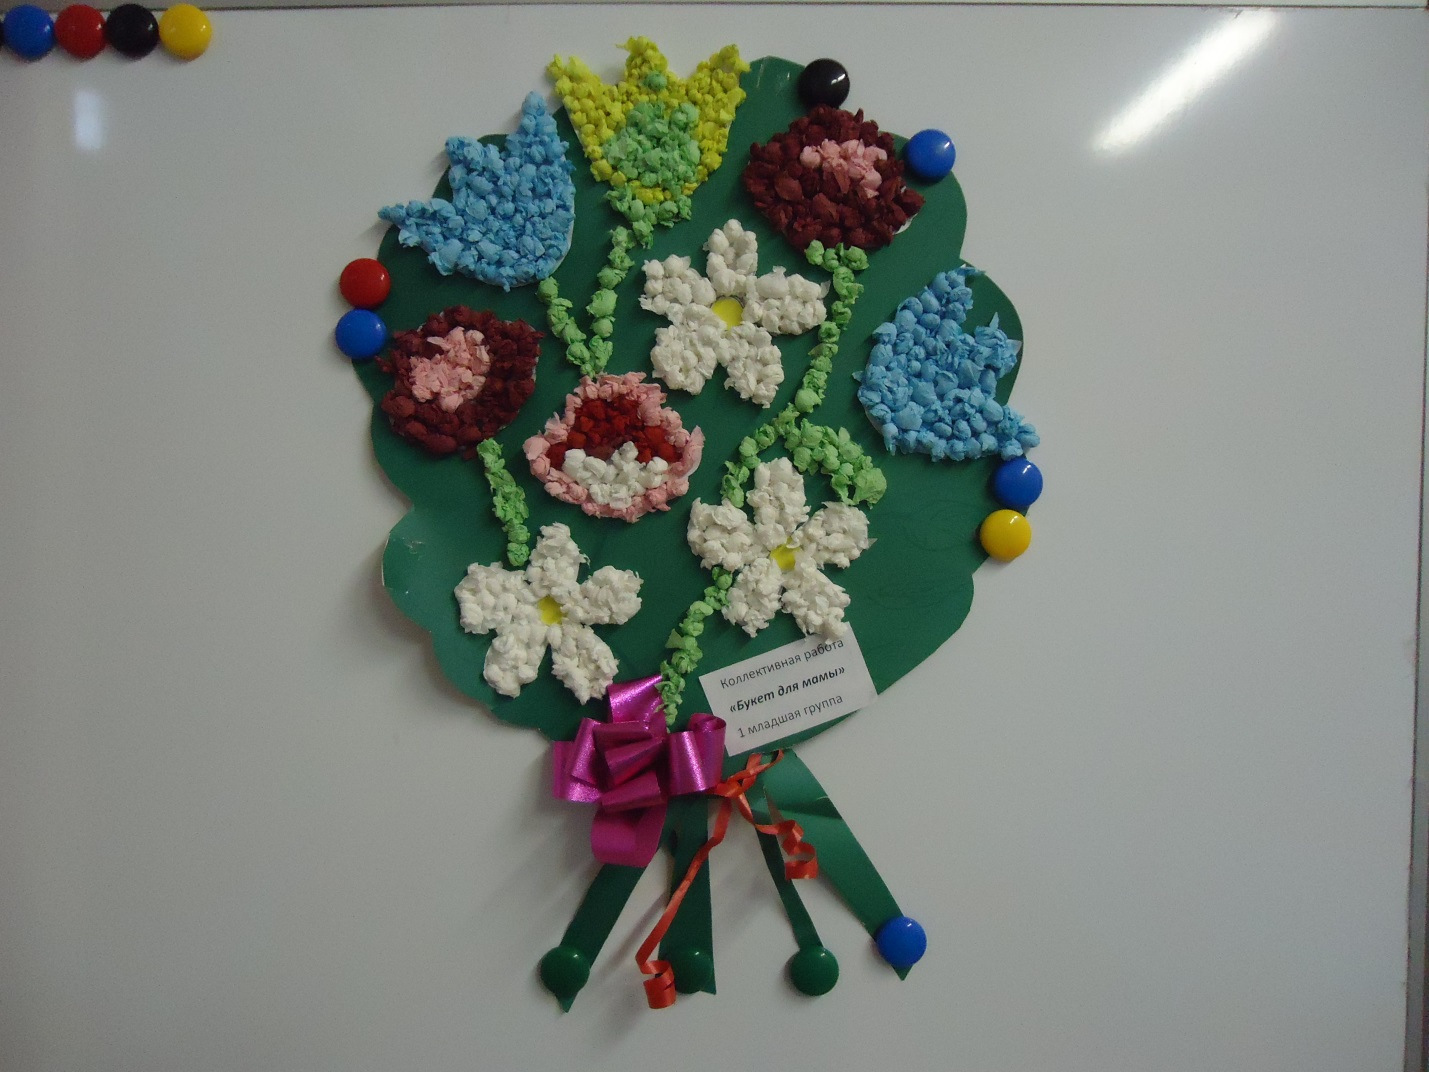 Коллективная работа
«Букет для мамы»
1 младшая группа